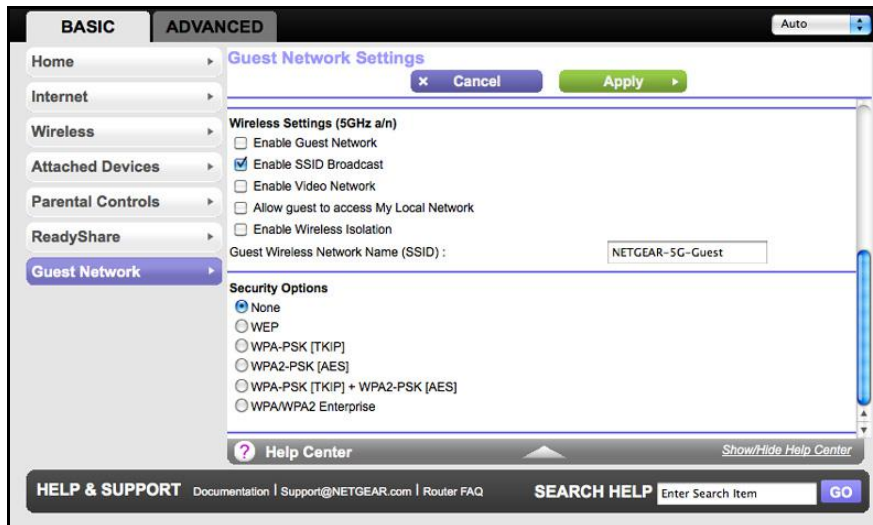 BASIC ADVANCED Auto
Home
Internet
Wireless
Attached Devices
Parental Controls
ReadyShare
Guest Network
Guest Network Settings
× Cancel Apply
Wireless Settings (5GHz a/n)
Enable Guest Network
Enable SSID Broadcast
Enable Video Network
Allow guest to access My Local Network
Enable Wireless Isolation
Guest Wireless Network Name (SSID) : NETGEAR-5G-Guest
Security Options
None
WEP
WPA-PSK [TKIP]
WPA2-PSK [AES]
WPA-PSK [TKIP] + WPA2-PSK [AES]
WPA/WPA2 Enterprise
? Help Center Show/Hide Help Center
HELP & SUPPORT Documentation | Support@NETGEAR.com | Router FAQ SEARCH HELP Enter Search Item GO